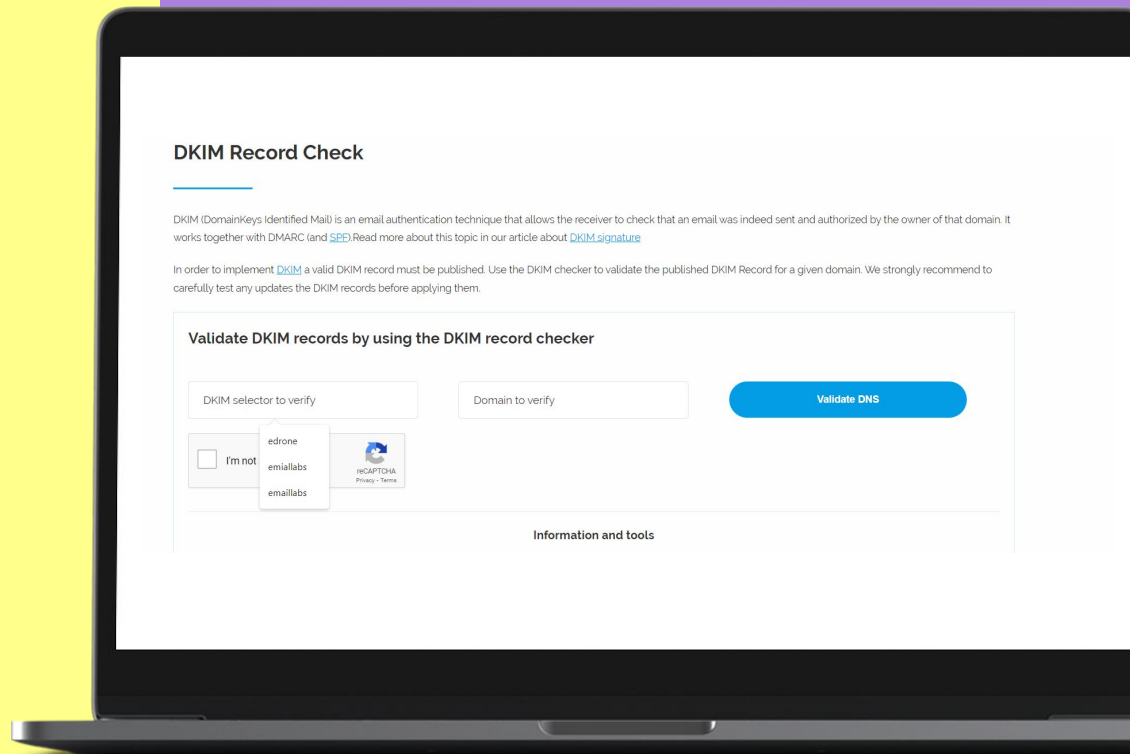 DKIM Record Check
DKIM (DomainKeys Identified Mail) is an email authentication technique that allows the receiver to check that an email was indeed sent and authorized by the owner of that domain. It
works together with DMARC (and SPF).Read more about this topic in our article about DKIM signature
In order to implement DKIM a valid DKIM record must be published. Use the DKIM checker to validate the published DKIM Record for a given domain. We strongly recommend to
carefully test any updates the DKIM records before applying them.
Validate DKIM records by using the DKIM record checker
DKIM selector to verify
Domain to verify
Validate DNS
edrone
emiallabs
emaillabs
I'm not
reCAPTCHA
Privacy - Terms
Information and tools